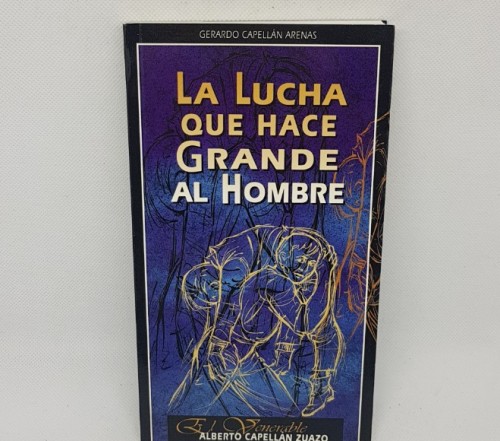 GERARDO CAPELLÁN ARENAS
LA LUCHA
QUE HACE
GRANDE
AL HOMBRE
El Venerable
ALBERTO CAPELLÁN ZUAZO